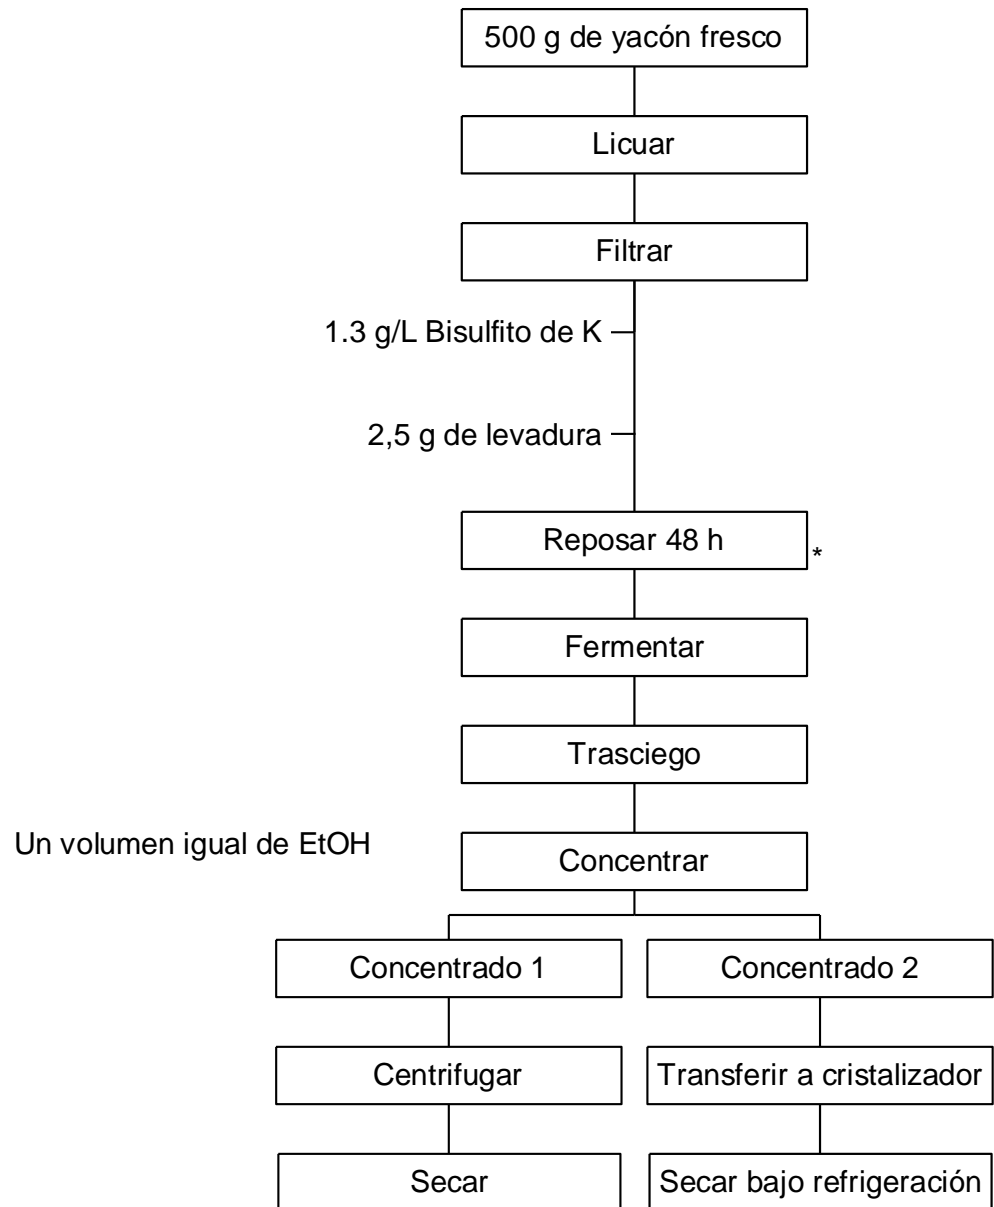 500 g de yacón fresco
Licuar
Filtrar
1.3 g/L Bisulfito de K
2,5 g de levadura
Reposar 48 h
*
Fermentar
Trasciego
Un volumen igual de EtOH
Concentrar
Concentrado 1
Concentrado 2
Centrifugar
Transferir a cristalizador
Secar
Secar bajo refrigeración